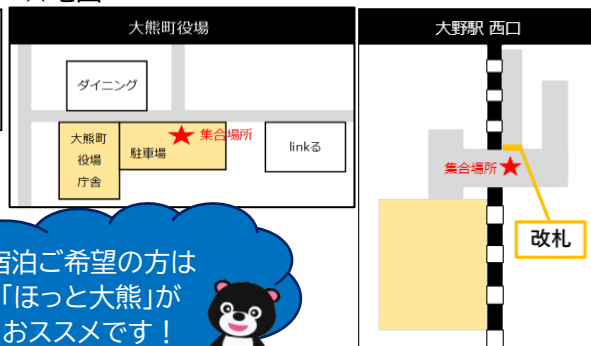 大熊町役場
ダイニング
大熊町
役場
庁舎
駐車場
集合場所
linkる
大野駅 西口
集合場所
改札
宿泊ご希望の方は
「ほっと大熊」が
おススメです！